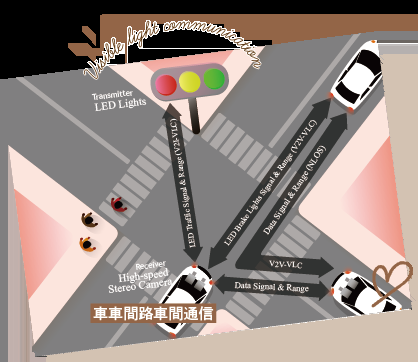 Visible light communication
Transmitter
LED Lights
LED Traffic Signal & Range (V2I-VLC)
LED Brake Lights Signal & Range (V2V-VLC)
Data Signal & Range (NLOS)
Receiver
High-speed
Stereo Camera
V2V-VLC
Data Signal & Range
車車間路車間通信